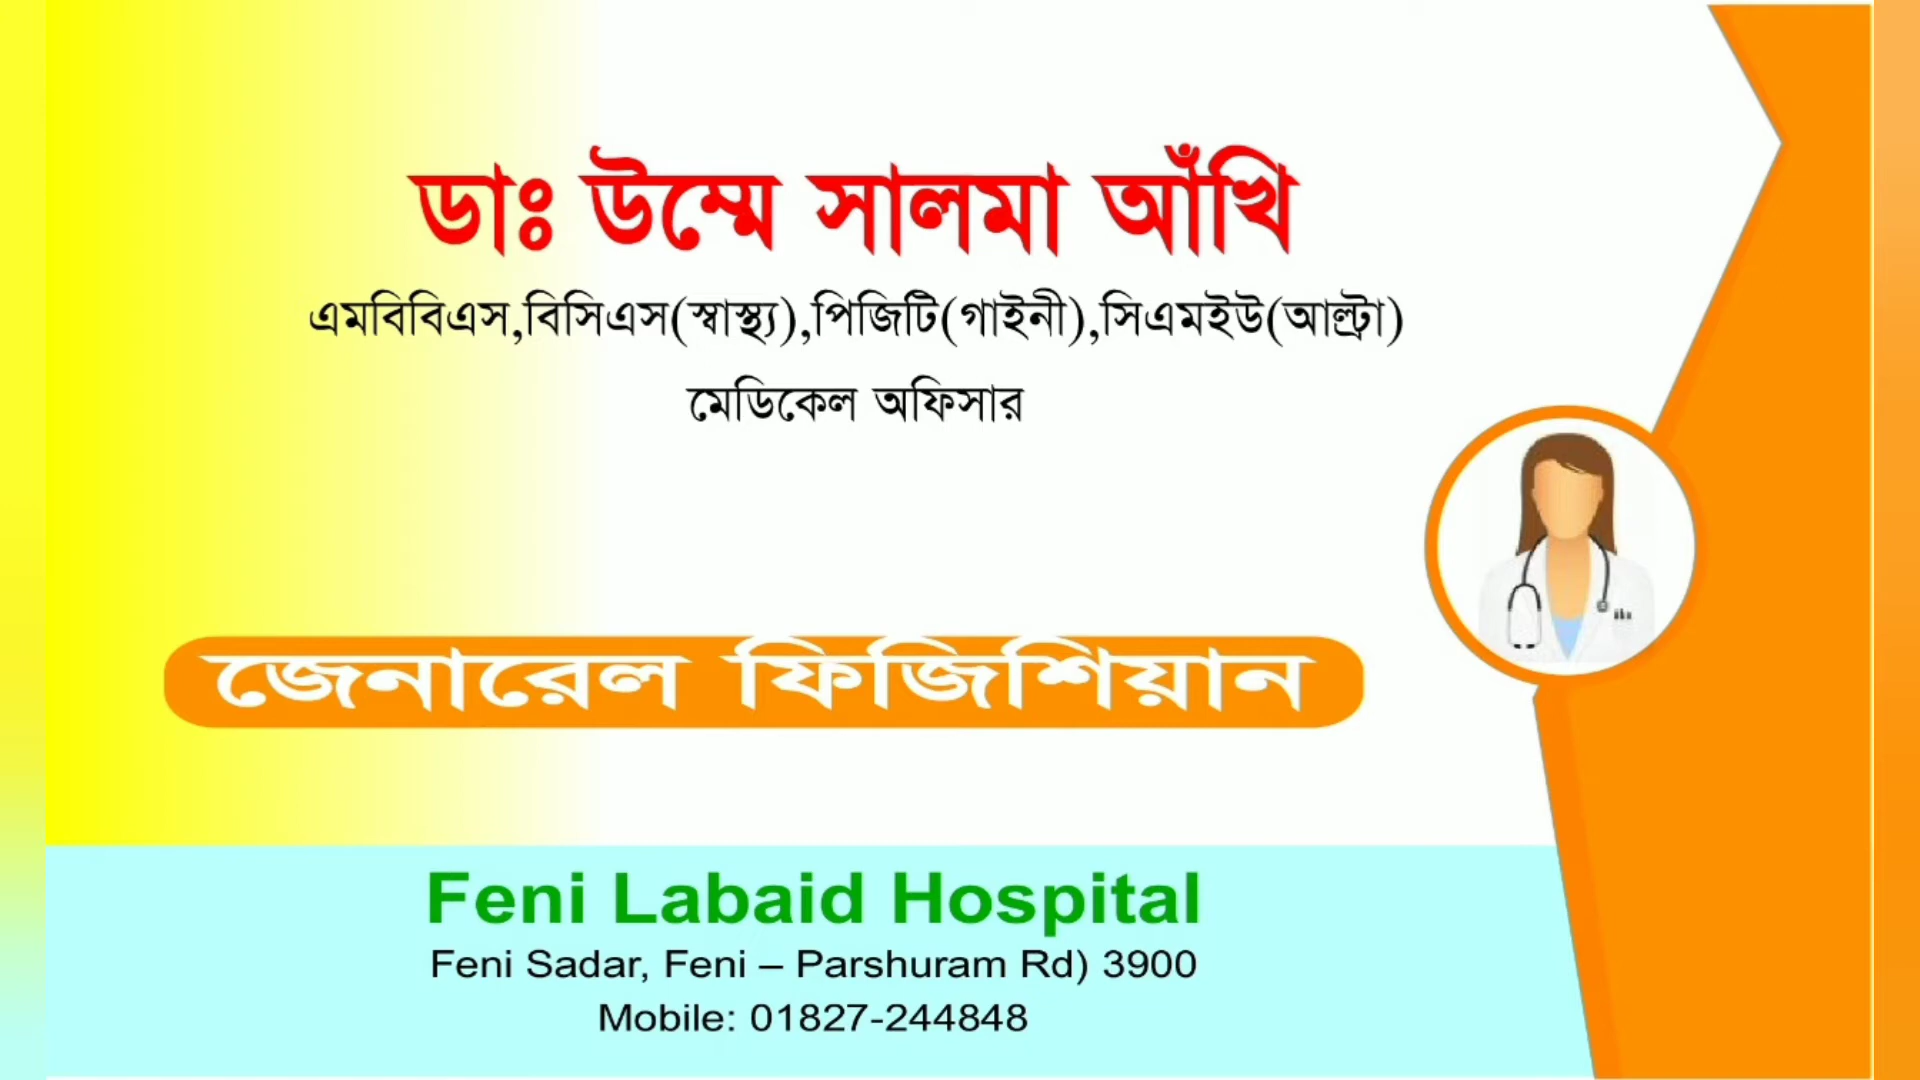 ডাঃ উম্মে সালমা আঁখি
এমবিবিএস,বিসিএস(স্বাস্থ্য),পিজিটি(গাইনী),সিএমইউ(আল্ট্রা)
মেডিকেল অফিসার
জেনারেল ফিজিশিয়ান
Feni Labaid Hospital
Feni Sadar, Feni – Parshuram Rd) 3900
Mobile: 01827-244848